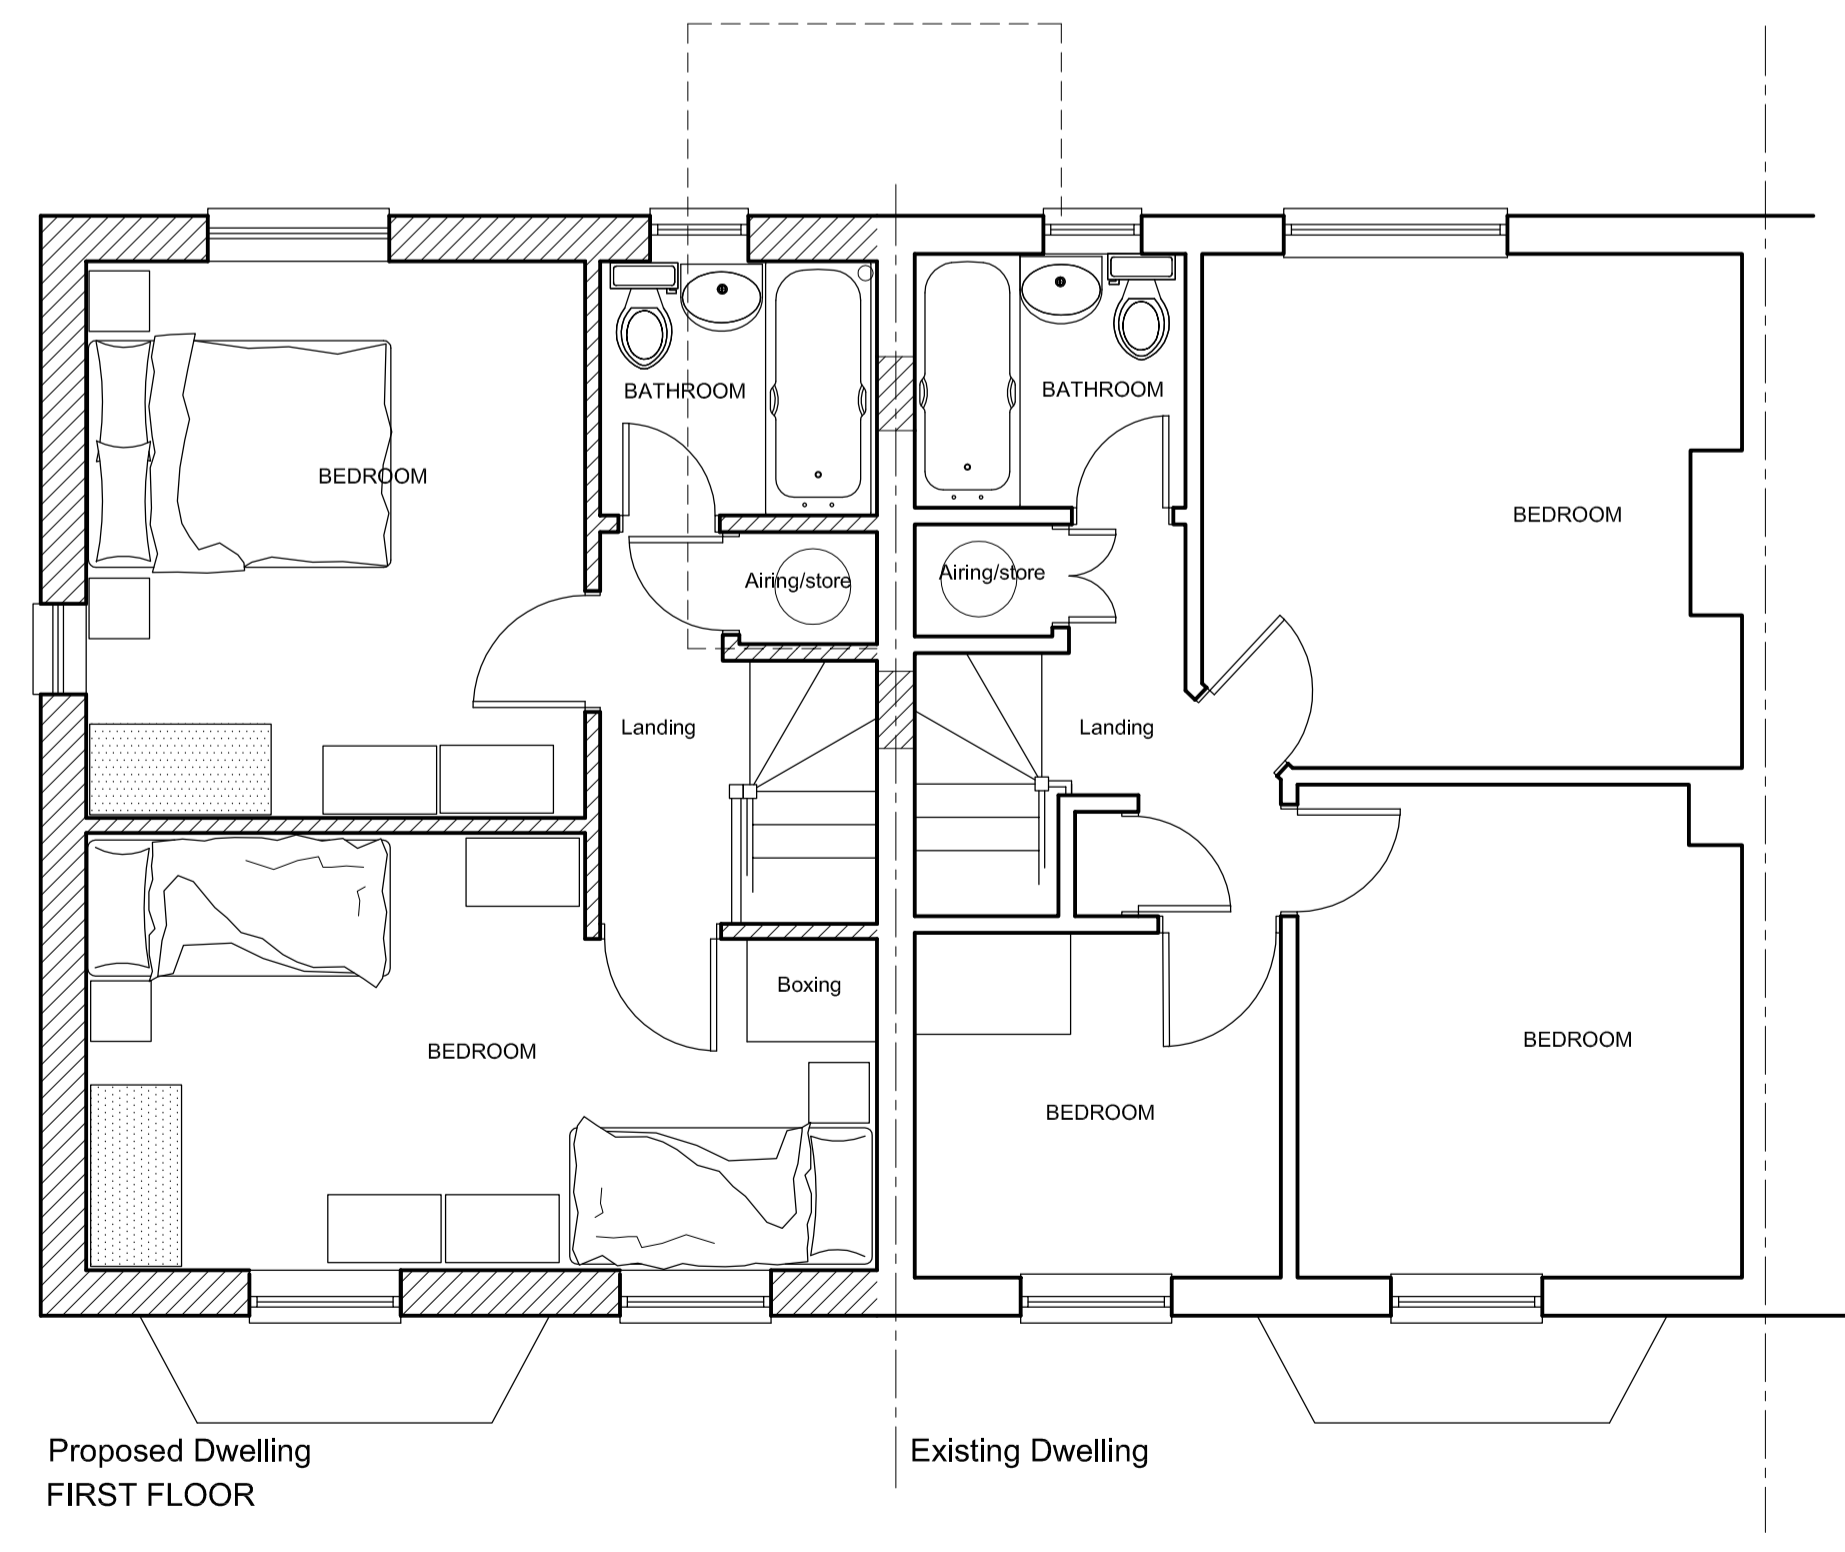 BATHROOM
BATHROOM
BEDROOM
BEDROOM
Airing/store
Airing/store
Landing
Landing
Boxing
BEDROOM
BEDROOM
BEDROOM
Proposed Dwelling
Existing Dwelling
FIRST FLOOR